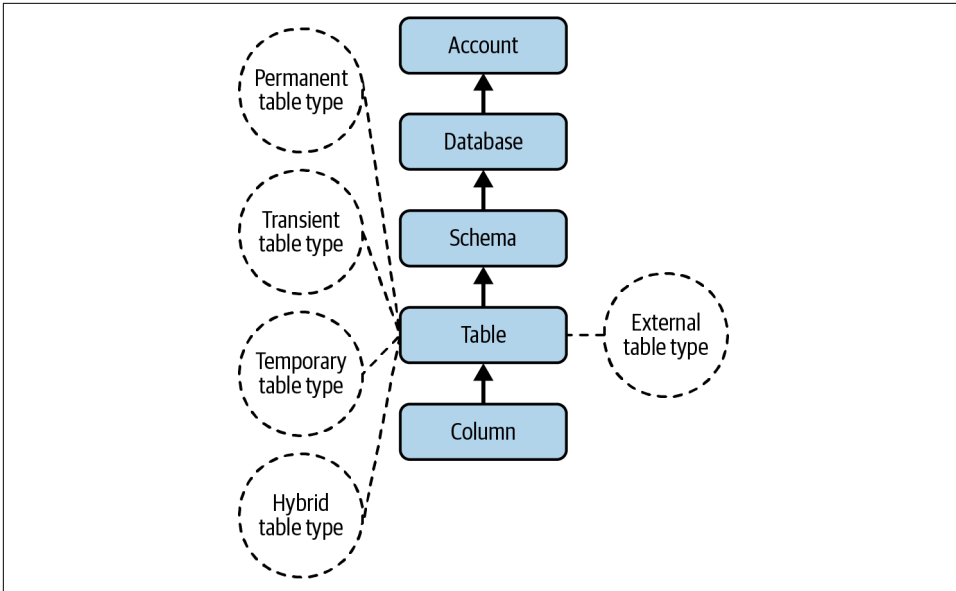 Account
Permanent
table type
Database
Transient
table type
Schema
External
table type
Table
Temporary
table type
Column
Hybrid
table type